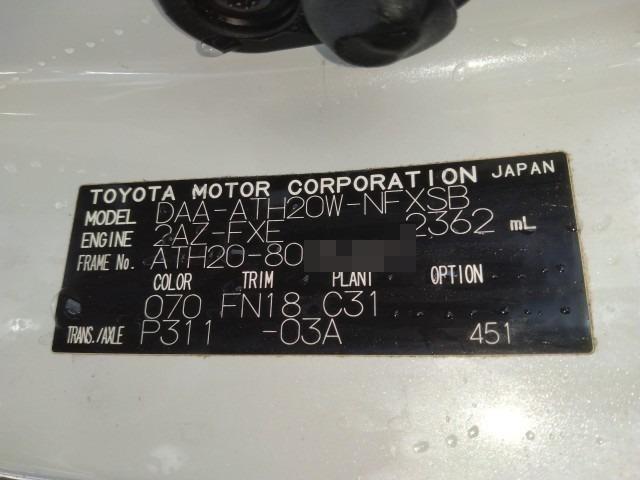 TOYOTA MOTOR CORPORATION JAPAN
MODEL DAA-ATH20W-NFXSB
ENGINE 2AZ-FXE 2362 mL
FRAME No. ATH20-80
COLOR TRIM PLANT OPTION
070 FN18 C31
TRANS./AXLE P311 -03A 451